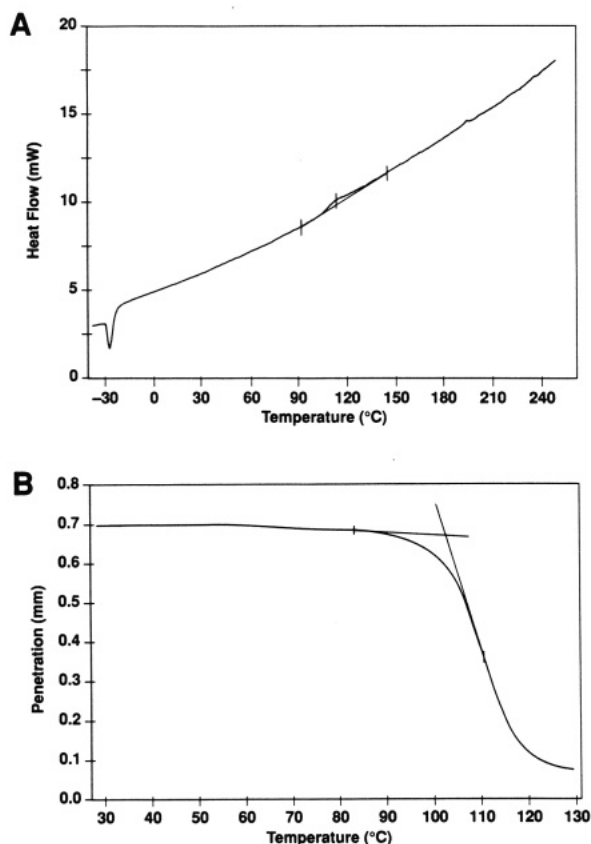 A
20
15
10
5
0
Heat Flow (mW)
–30 0 30 60 90 120 150 180 210 240
Temperature (°C)
B
0.8
0.7
0.6
0.5
0.4
0.3
0.2
0.1
0.0
Penetration (mm)
30 40 50 60 70 80 90 100 110 120 130
Temperature (°C)